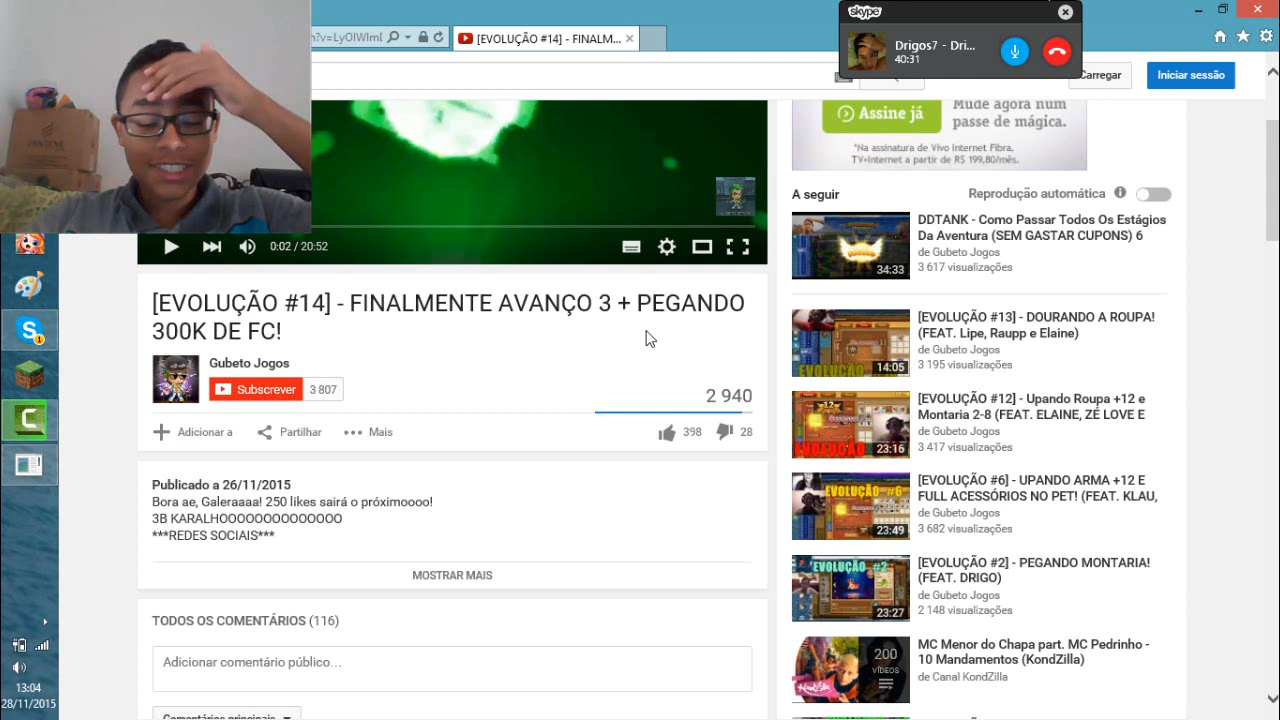 skype
Drigos7 - Dri...
40:31
?v=LyOIWImI
[EVOLUÇÃO #14] - FINALM...
Carregar
Iniciar sessão
Assine já
Mude agora num
passe de mágica.
*Na assinatura de Vivo Internet Fibra.
TV+Internet a partir de R$ 199,80/mês.
0:02 / 20:52
[EVOLUÇÃO #14] - FINALMENTE AVANÇO 3 + PEGANDO
300K DE FC!
Gubeto Jogos
Subscrever 3 807
2 940
Adicionar a Partilhar Mais 398 28
Publicado a 26/11/2015
Bora ae, Galeraaaa! 250 likes sairá o próximoooo!
3B KARALHOOOOOOOOOOOOOO
***REDES SOCIAIS***
MOSTRAR MAIS
TODOS OS COMENTÁRIOS (116)
Adicionar comentário público...
Comentários principais
A seguir
Reprodução automática
DDTANK - Como Passar Todos Os Estágios
Da Aventura (SEM GASTAR CUPONS) 6
de Gubeto Jogos
3 617 visualizações
34:33
[EVOLUÇÃO #13] - DOURANDO A ROUPA!
(FEAT. Lipe, Raupp e Elaine)
de Gubeto Jogos
3 195 visualizações
14:05
[EVOLUÇÃO #12] - Upando Roupa +12 e
Montaria 2-8 (FEAT. ELAINE, ZÉ LOVE E
de Gubeto Jogos
3 417 visualizações
23:16
[EVOLUÇÃO #6] - UPANDO ARMA +12 E
FULL ACESSÓRIOS NO PET! (FEAT. KLAU,
de Gubeto Jogos
3 682 visualizações
EVOLUÇÃO #6
23:49
[EVOLUÇÃO #2] - PEGANDO MONTARIA!
(FEAT. DRIGO)
de Gubeto Jogos
2 148 visualizações
EVOLUÇÃO #2
23:27
MC Menor do Chapa part. MC Pedrinho -
10 Mandamentos (KondZilla)
de Canal KondZilla
200
VÍDEOS
13:04
28/11/2015